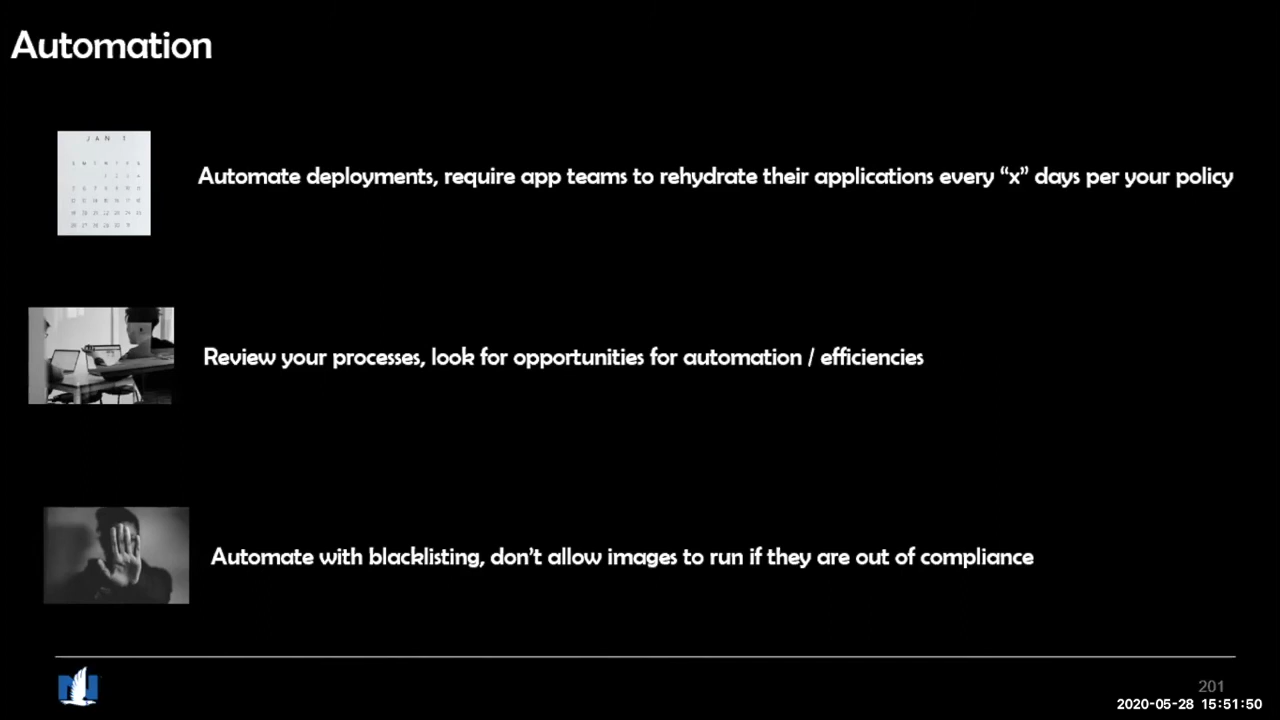 Automation
JAN 1
Automate deployments, require app teams to rehydrate their applications every “x” days per your policy
Review your processes, look for opportunities for automation / efficiencies
Automate with blacklisting, don’t allow images to run if they are out of compliance
201
2020-05-28 15:51:50